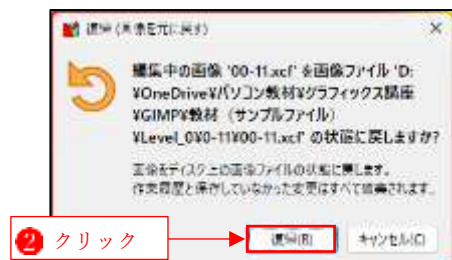 復帰 (画像を元に戻す)
編集中の画像 '00-11.xcf' を画像ファイル 'D:
¥OneDrive¥パソコン教材¥グラフィックス講座
¥GIMP¥教材 (サンプルファイル)
¥Level_0¥0-11¥00-11.xcf' の状態に戻しますか?
画像をディスク上の画像ファイルの状態に戻します。
作業履歴と保存していなかった変更はすべて破棄されます。
2 クリック
復帰(R) キャンセル(C)